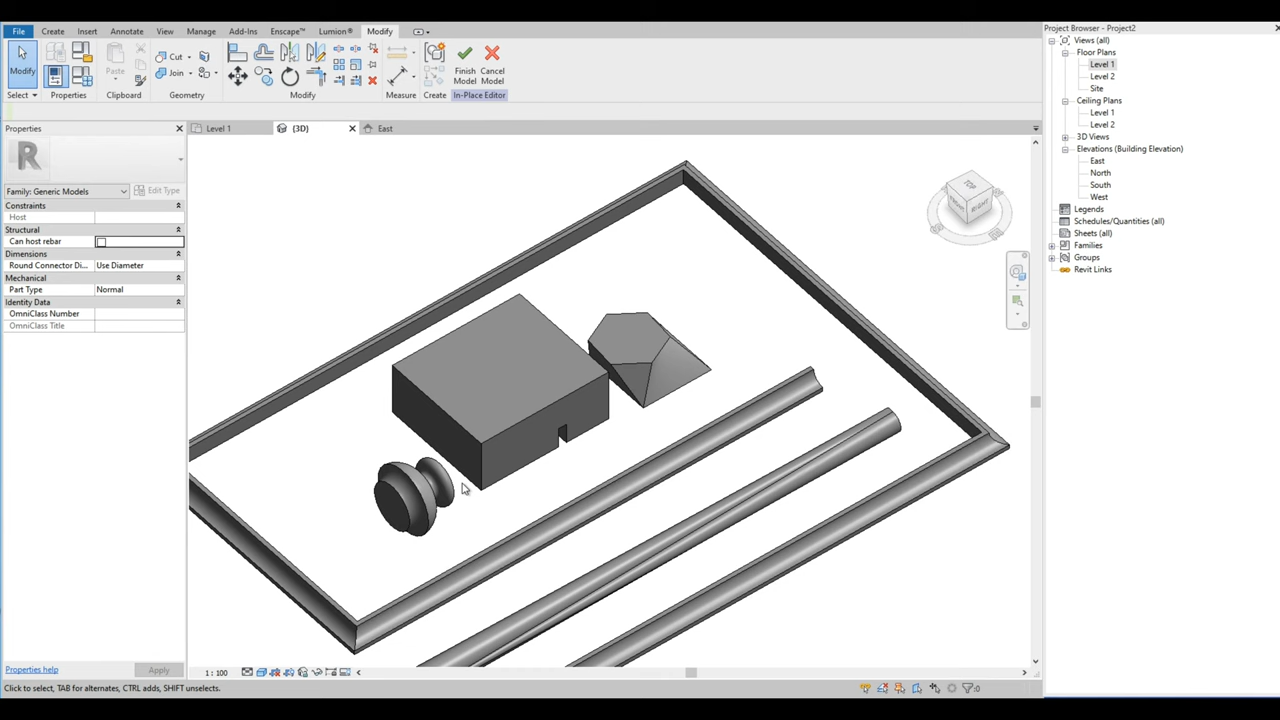 File Create Insert Annotate View Manage Add-Ins Enscape™ Lumion® Modify
Modify
Paste
Cut
Join
Finish Model
Cancel Model
Select Properties Clipboard Geometry Modify Measure Create In-Place Editor
Properties
Level 1
(3D)
East
R
Family: Generic Models
Edit Type
Constraints
Host
Structural
Can host rebar
Dimensions
Round Connector Di... Use Diameter
Mechanical
Part Type Normal
Identity Data
OmniClass Number
OmniClass Title
Properties help
Apply
TOP
FRONT
RIGHT
1 : 100
Click to select, TAB for alternates, CTRL adds, SHIFT unselects.
:0
Project Browser - Project2
Views (all)
Floor Plans
Level 1
Level 2
Site
Ceiling Plans
Level 1
Level 2
3D Views
Elevations (Building Elevation)
East
North
South
West
Legends
Schedules/Quantities (all)
Sheets (all)
Families
Groups
Revit Links